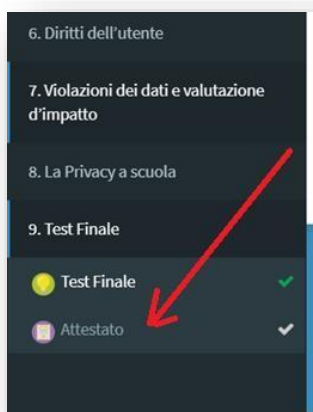 6. Diritti dell'utente
7. Violazioni dei dati e valutazione
d'impatto
8. La Privacy a scuola
9. Test Finale
Test Finale
Attestato